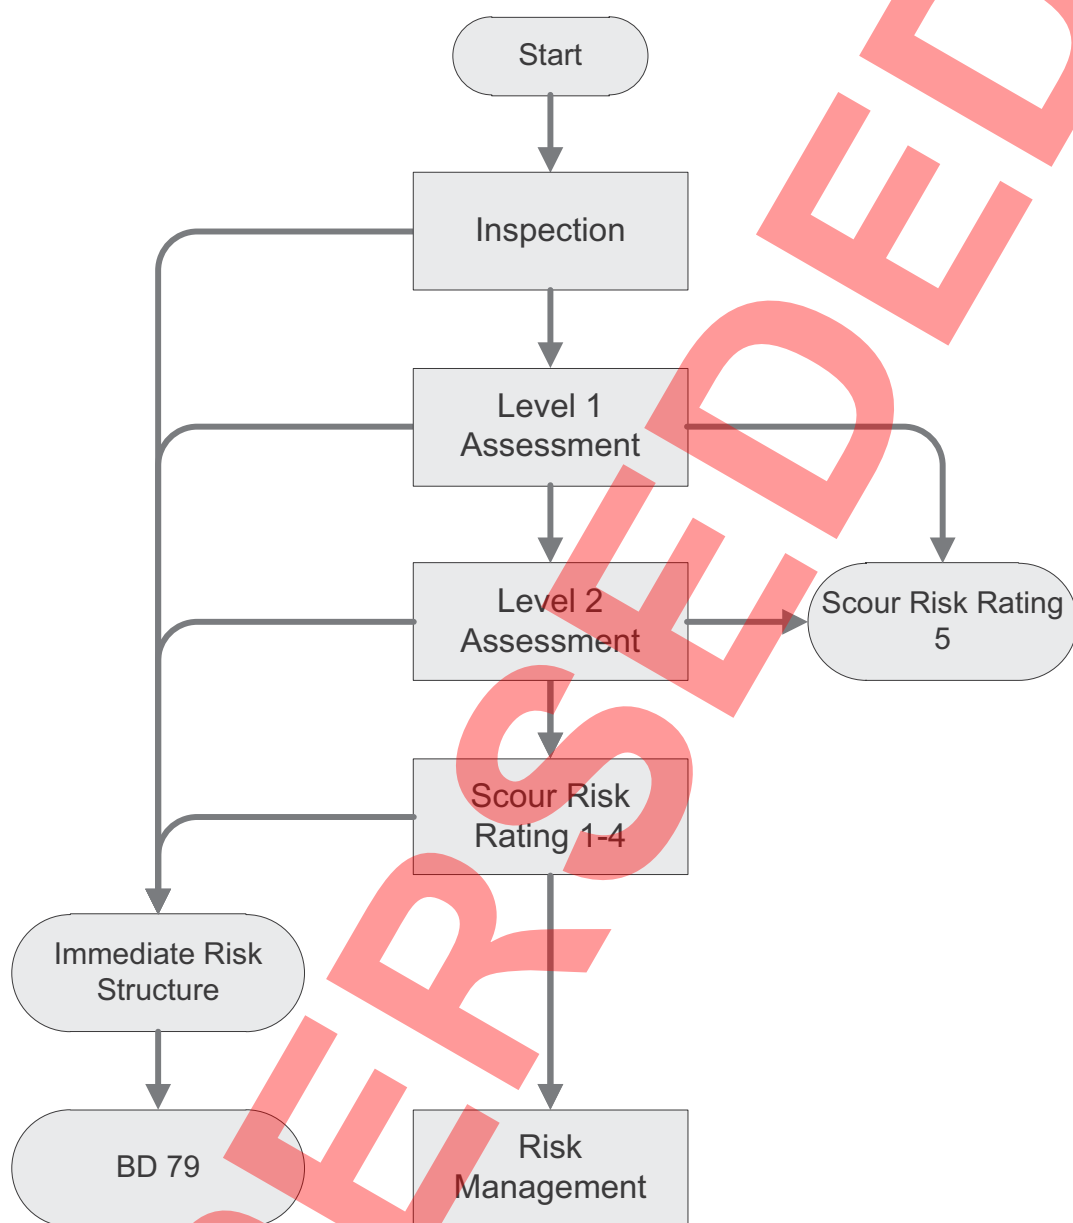 Start
Inspection
Level 1
Assessment
Level 2
Assessment
Scour Risk Rating
5
Scour Risk
Rating 1-4
Immediate Risk
Structure
BD 79
Risk
Management
PERSEDED